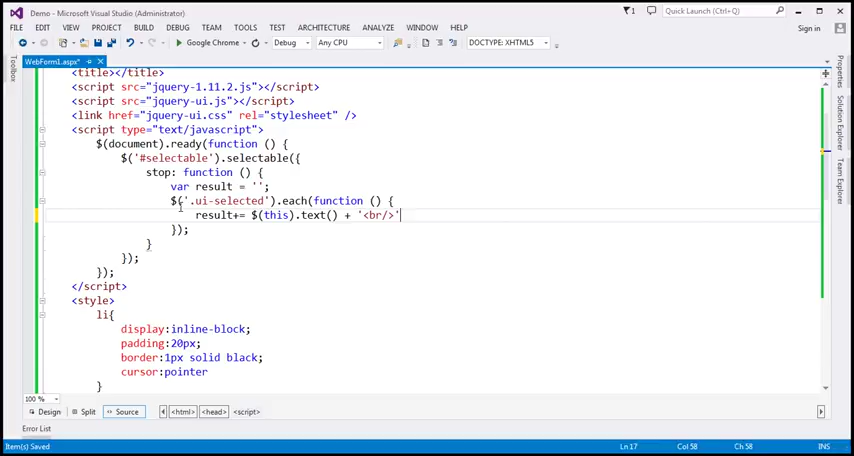 Demo - Microsoft Visual Studio (Administrator)
1
Quick Launch (Ctrl+Q)
FILE EDIT VIEW PROJECT BUILD DEBUG TEAM TOOLS TEST ARCHITECTURE ANALYZE WINDOW HELP
Sign in
Google Chrome Debug Any CPU DOCTYPE: XHTML5
WebForm1.aspx*
Toolbox
<title></title>
<script src="jquery-1.11.2.js"></script>
<script src="jquery-ui.js"></script>
<link href="jquery-ui.css" rel="stylesheet" />
<script type="text/javascript">
$(document).ready(function () {
$('#selectable').selectable({
stop: function () {
var result = '';
$('.ui-selected').each(function () {
result+= $(this).text() + '<br/>'
});
}
});
});
</script>
<style>
li{
display:inline-block;
padding:20px;
border:1px solid black;
cursor:pointer
}
Properties
Solution Explorer
Team Explorer
100 %
Design Split Source <html> <head> <script>
Error List
Item(s) Saved Ln 17 Col 58 Ch 58 INS